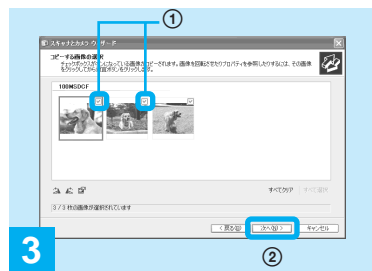 ①
スキャナとカメラ ウィザード
コピーする画像の選択
チェックボックスがオンになっている画像がコピーされます。画像を回転させたりプロパティを参照したりするには、その画像
をクリックしてから適切なボタンをクリックします。
100MSDCF
すべてクリア
すべて選択
3 / 3 枚の画像が選択されています
< 戻る(B)
次へ(N) >
キャンセル
3
②